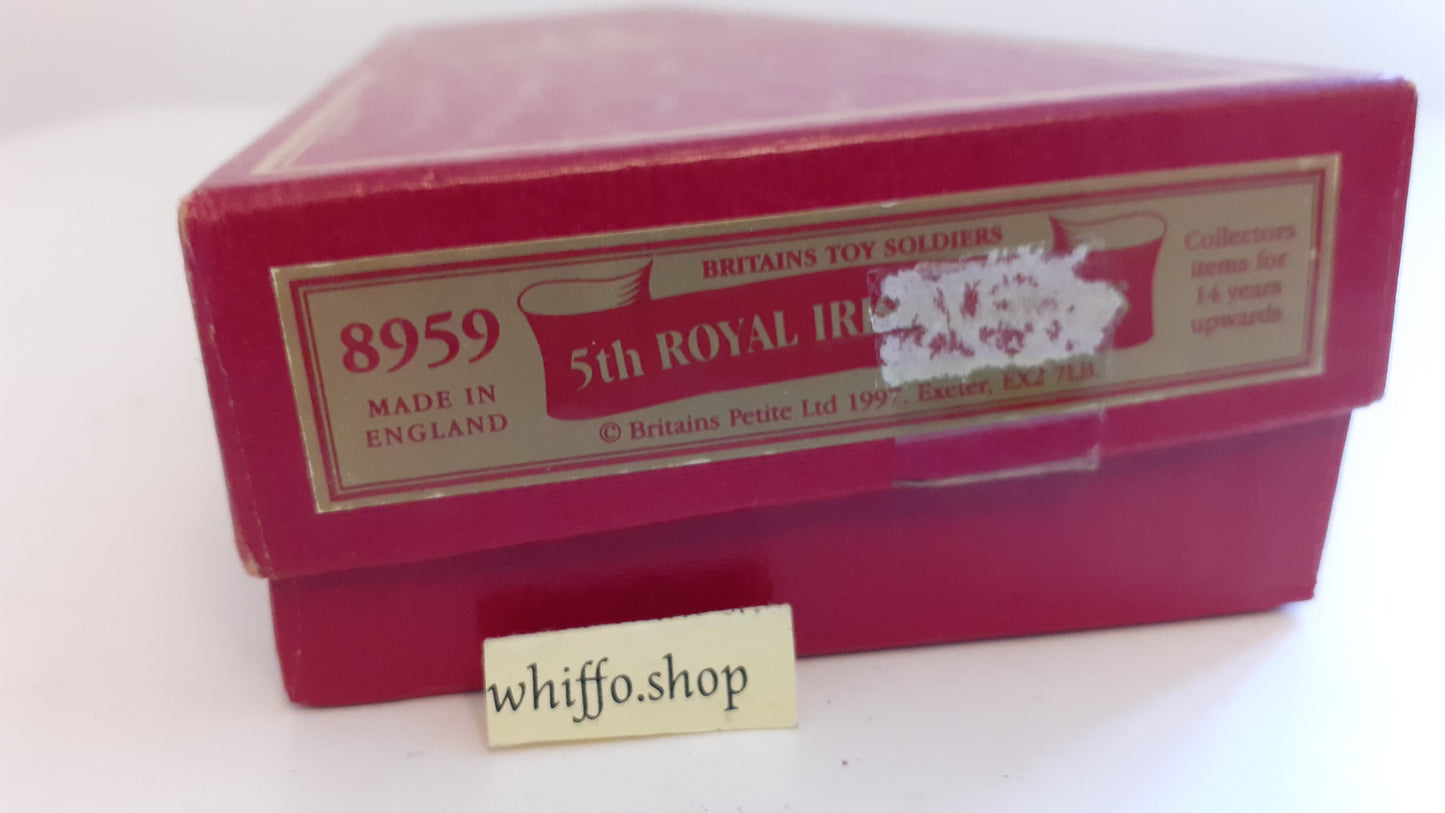 BRITAINS TOY SOLDIERS
8959
MADE IN
ENGLAND
5th ROYAL IRI
© Britains Petite Ltd 1997. Exeter, EX2 7LB
Collectors
items for
14 years
upwards
whiffo.shop